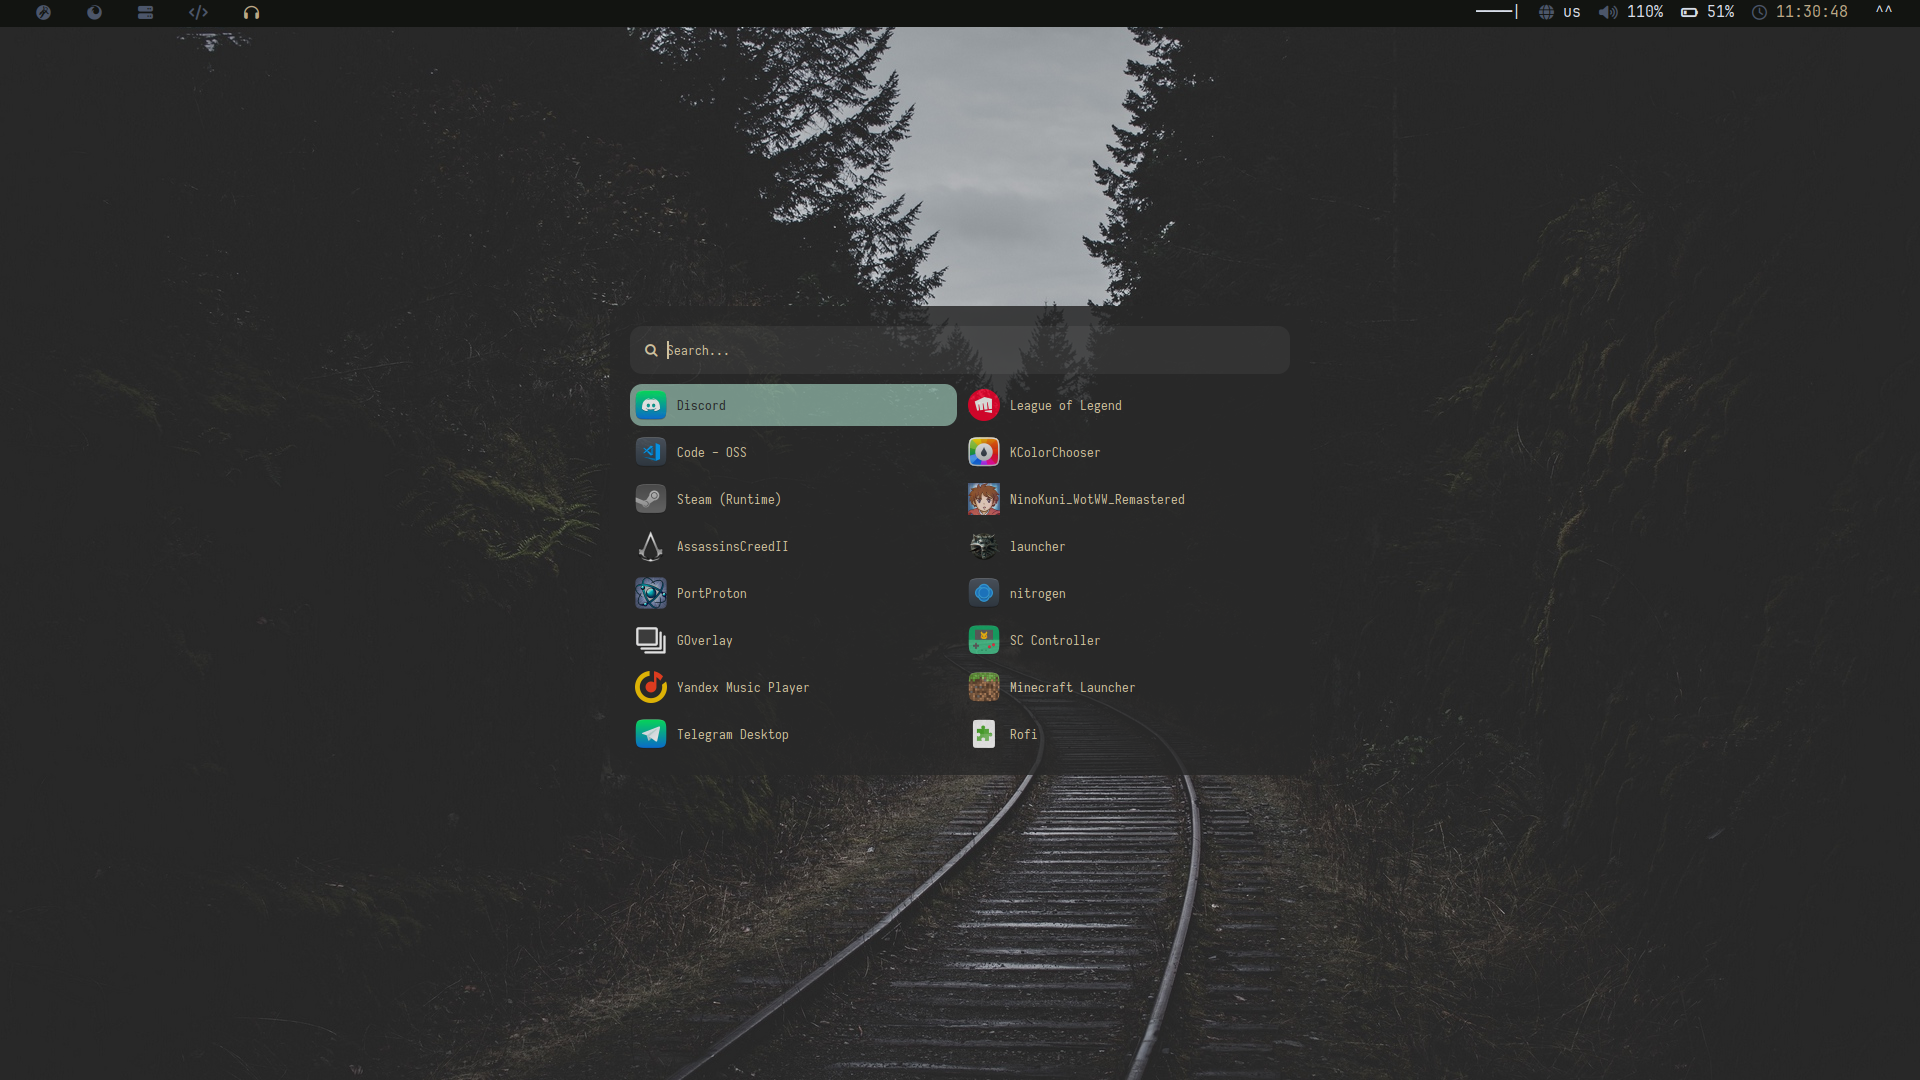 US 110% 51% 11:30:48 ^^
Search...
Discord
League of Legend
Code - OSS
KColorChooser
Steam (Runtime)
NinoKuni_WotWW_Remastered
AssassinsCreedII
launcher
PortProton
nitrogen
GOverlay
SC Controller
Yandex Music Player
Minecraft Launcher
Telegram Desktop
Rofi